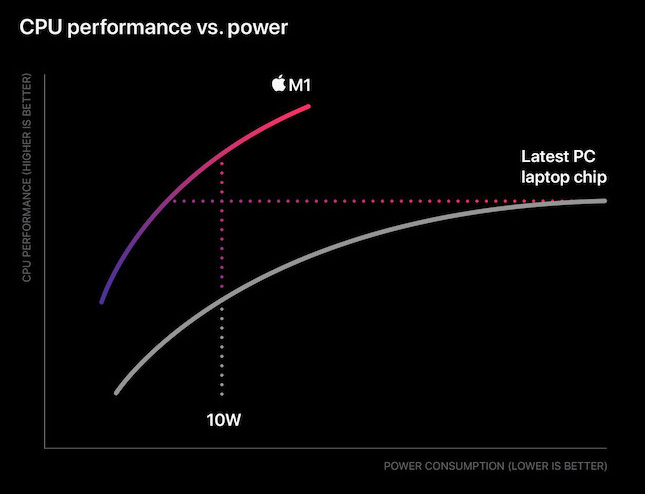 CPU performance vs. power
CPU PERFORMANCE (HIGHER IS BETTER)
M1
Latest PC
laptop chip
10W
POWER CONSUMPTION (LOWER IS BETTER)